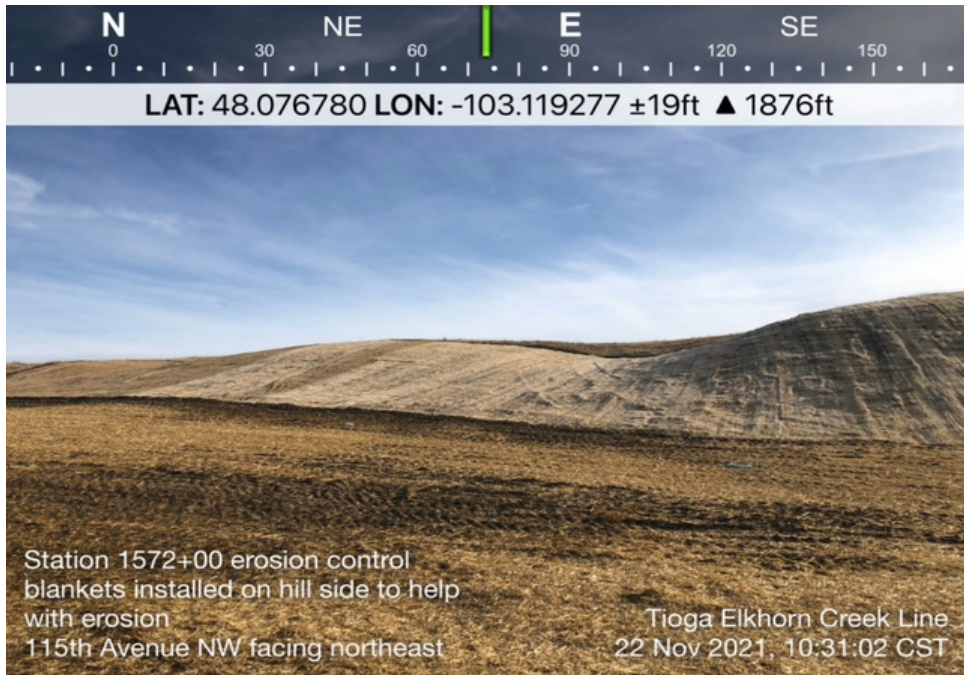 N NE E SE
0 30 60 90 120 150
LAT: 48.076780 LON: -103.119277 ±19ft ▲ 1876ft
Station 1572+00 erosion control
blankets installed on hill side to help
with erosion
115th Avenue NW facing northeast
Tioga Elkhorn Creek Line
22 Nov 2021, 10:31:02 CST